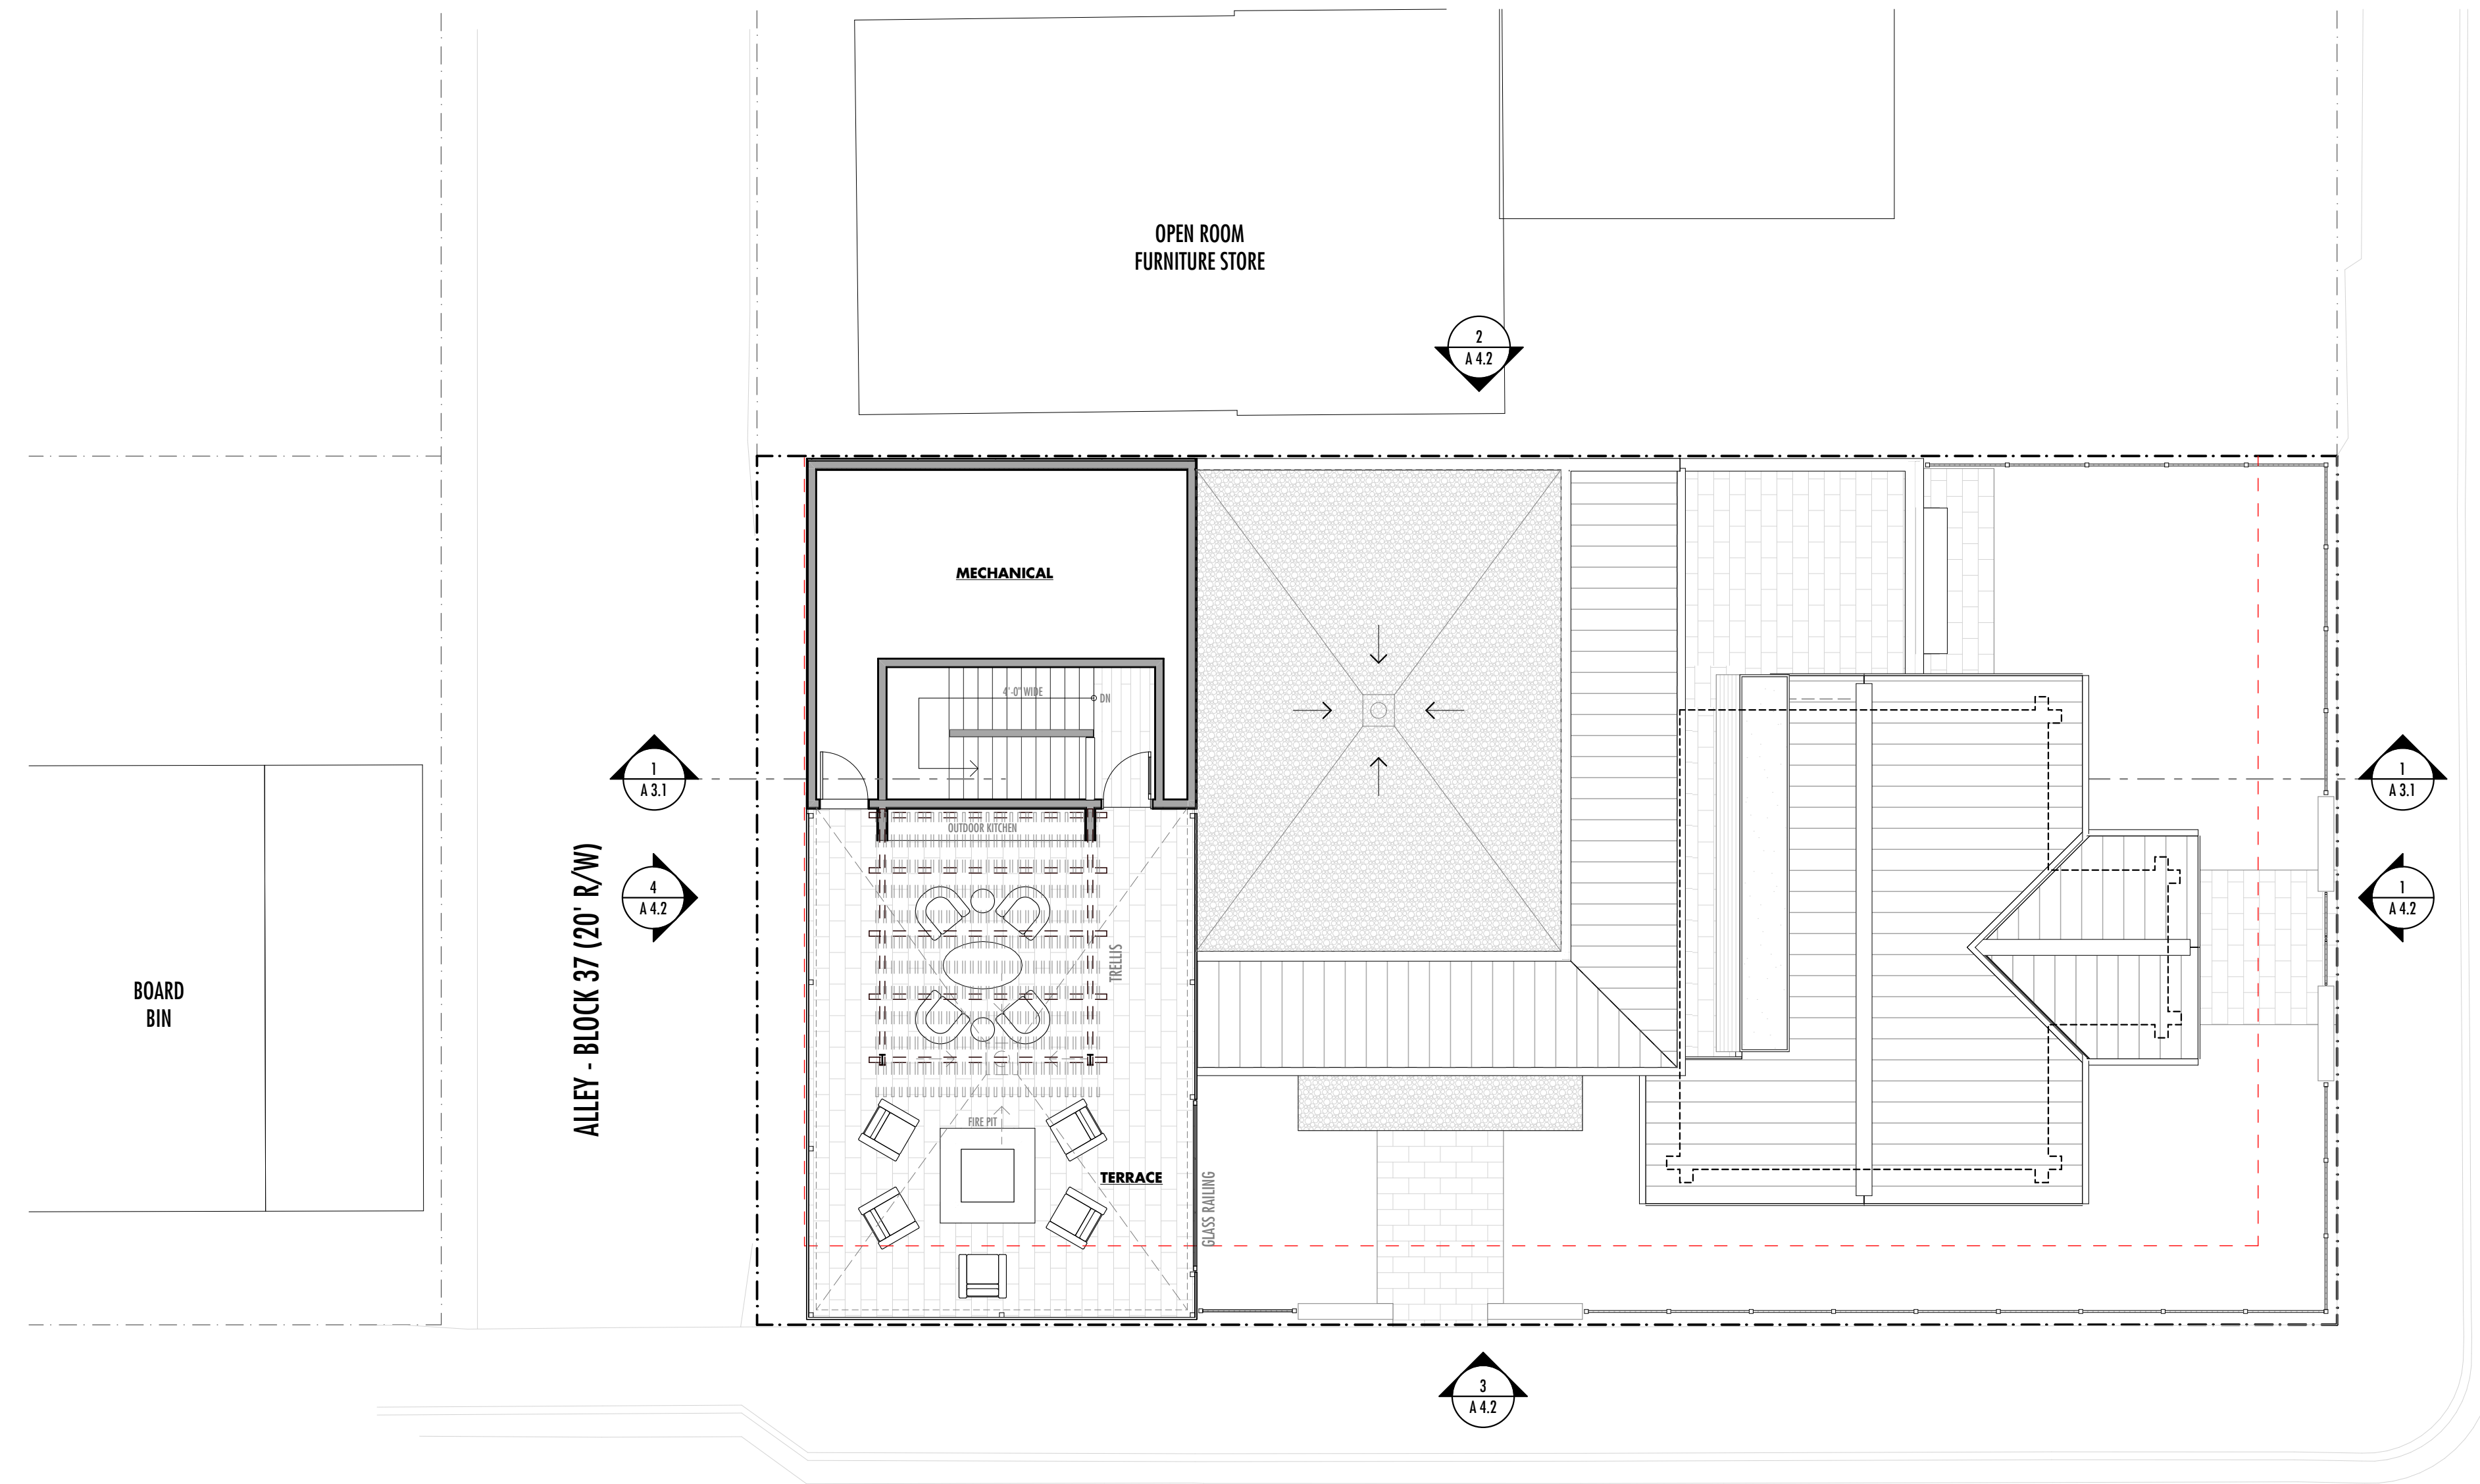 OPEN ROOM
FURNITURE STORE
2
A 4.2
MECHANICAL
4'-0" WIDE
DN
1
A 3.1
1
A 3.1
OUTDOOR KITCHEN
4
A 4.2
1
A 4.2
ALLEY - BLOCK 37 (20' R/W)
TRELLIS
BOARD
BIN
FIRE PIT
TERRACE
GLASS RAILING
3
A 4.2